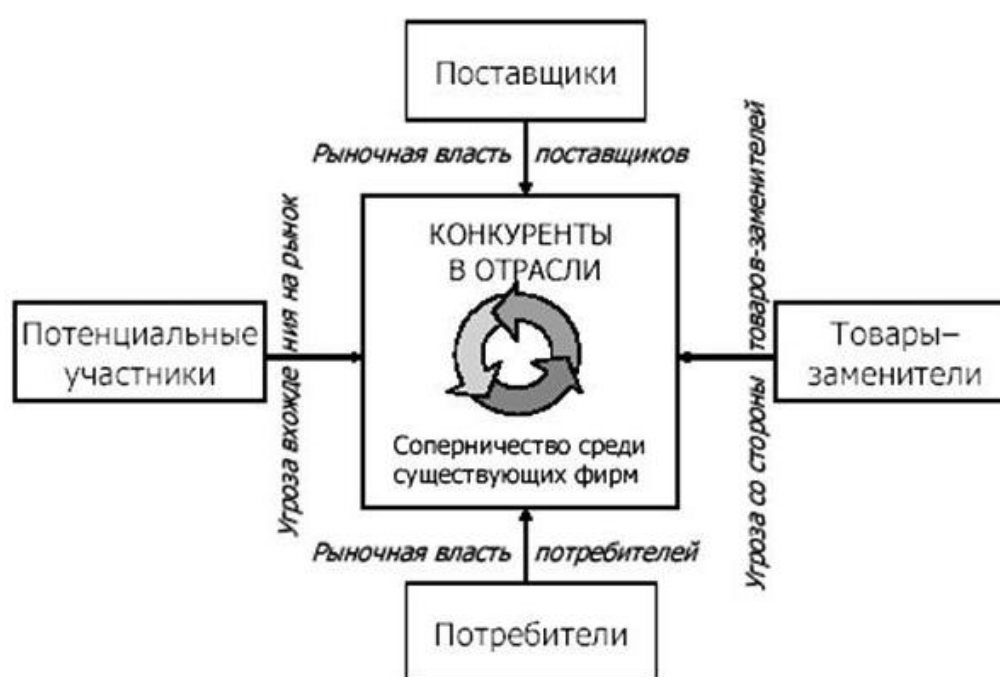 Поставщики
Рыночная власть поставщиков
Угроза вхождения на рынок
КОНКУРЕНТЫ
В ОТРАСЛИ
Угроза со стороны товаров-заменителей
Потенциальные
участники
Товары–
заменители
Соперничество среди
существующих фирм
Рыночная власть потребителей
Потребители